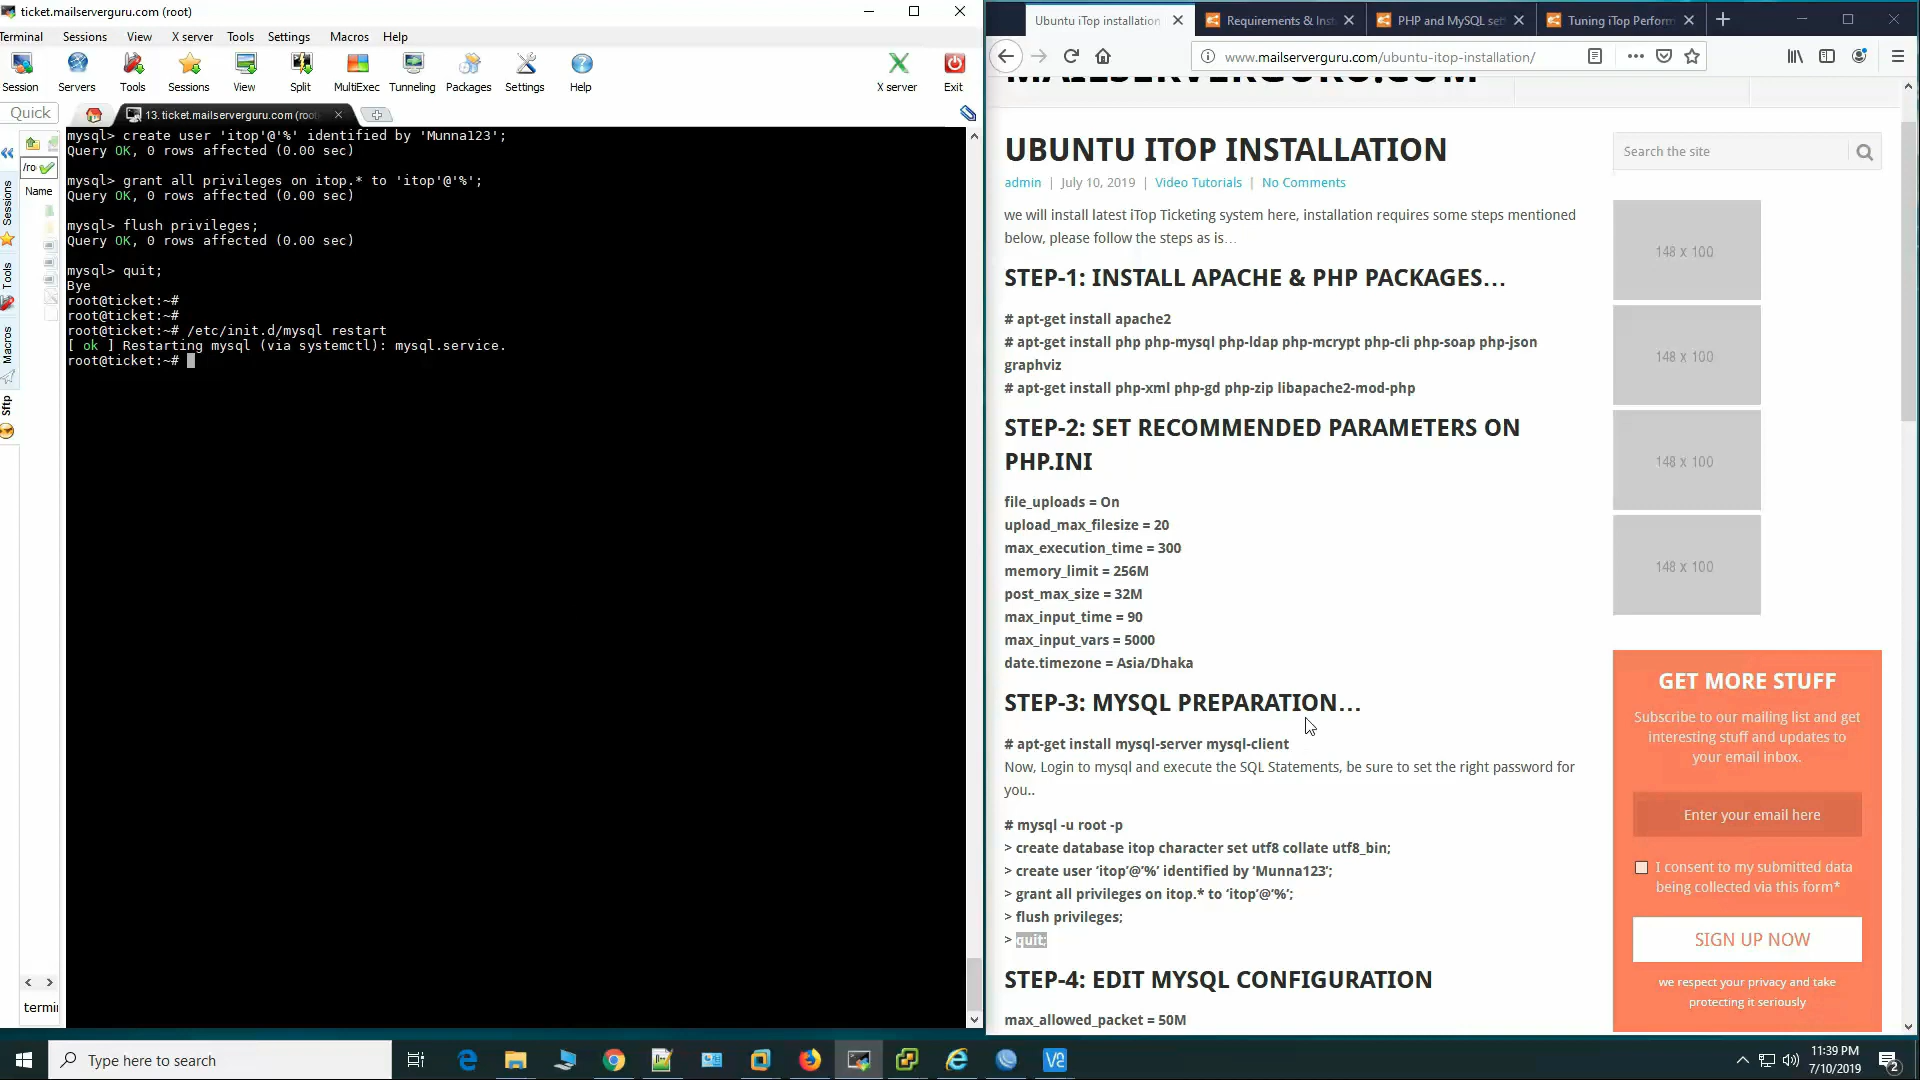 ticket.mailserverguru.com (root)
Terminal Sessions View X server Tools Settings Macros Help
Session Servers Tools Sessions View Split MultiExec Tunneling Packages Settings Help X server Exit
Quick
13. ticket.mailserverguru.com (root
/ro
Name
Sessions
Tools
Macros
Sftp
termi
mysql> create user 'itop'@'%' identified by 'Munna123';
Query OK, 0 rows affected (0.00 sec)
mysql> grant all privileges on itop.* to 'itop'@'%';
Query OK, 0 rows affected (0.00 sec)
mysql> flush privileges;
Query OK, 0 rows affected (0.00 sec)
mysql> quit;
Bye
root@ticket:~#
root@ticket:~#
root@ticket:~# /etc/init.d/mysql restart
[ ok ] Restarting mysql (via systemctl): mysql.service.
root@ticket:~#
Ubuntu iTop installation
Requirements & Inst
PHP and MySQL set
Tuning iTop Perform
www.mailserverguru.com/ubuntu-itop-installation/
MAILSERVERGURU.COM
UBUNTU ITOP INSTALLATION
admin | July 10, 2019 | Video Tutorials | No Comments
we will install latest iTop Ticketing system here, installation requires some steps mentioned
below, please follow the steps as is…
STEP-1: INSTALL APACHE & PHP PACKAGES…
# apt-get install apache2
# apt-get install php php-mysql php-ldap php-mcrypt php-cli php-soap php-json
graphviz
# apt-get install php-xml php-gd php-zip libapache2-mod-php
STEP-2: SET RECOMMENDED PARAMETERS ON
PHP.INI
file_uploads = On
upload_max_filesize = 20
max_execution_time = 300
memory_limit = 256M
post_max_size = 32M
max_input_time = 90
max_input_vars = 5000
date.timezone = Asia/Dhaka
STEP-3: MYSQL PREPARATION…
# apt-get install mysql-server mysql-client
Now, Login to mysql and execute the SQL Statements, be sure to set the right password for
you..
# mysql -u root -p
> create database itop character set utf8 collate utf8_bin;
> create user ‘itop’@’%’ identified by ‘Munna123’;
> grant all privileges on itop.* to ‘itop’@’%’;
> flush privileges;
> quit;
STEP-4: EDIT MYSQL CONFIGURATION
max_allowed_packet = 50M
Search the site
148 x 100
148 x 100
148 x 100
148 x 100
GET MORE STUFF
Subscribe to our mailing list and get
interesting stuff and updates to
your email inbox.
Enter your email here
I consent to my submitted data
being collected via this form*
SIGN UP NOW
we respect your privacy and take
protecting it seriously
Type here to search
11:39 PM
7/10/2019
2